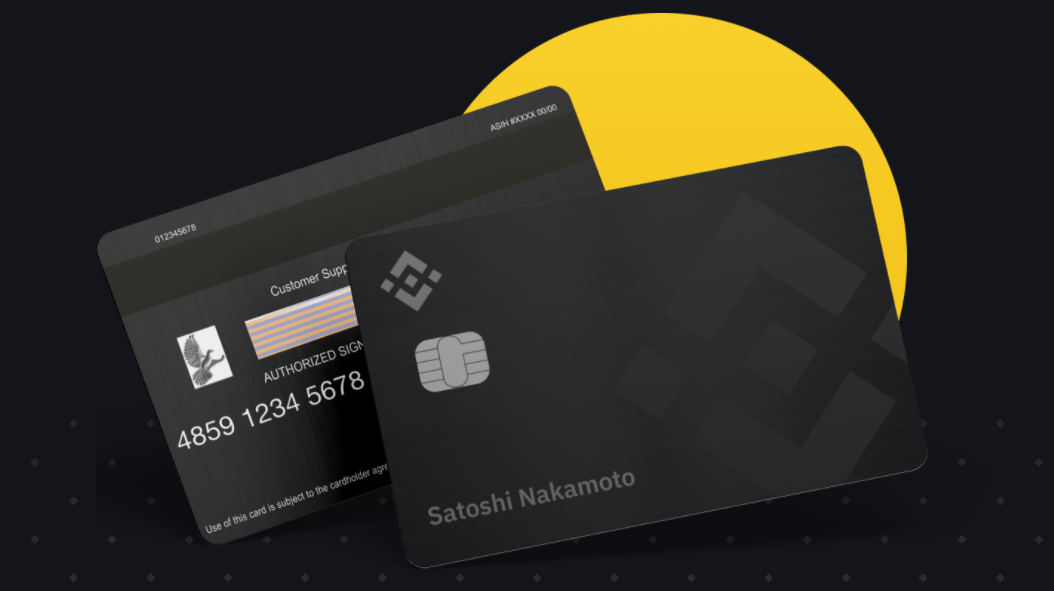 ASIH #XXXX 00/00
012345678
Customer Supp
AUTHORIZED SIGN
4859 1234 5678
Use of this card is subject to the cardholder agre
Satoshi Nakamoto